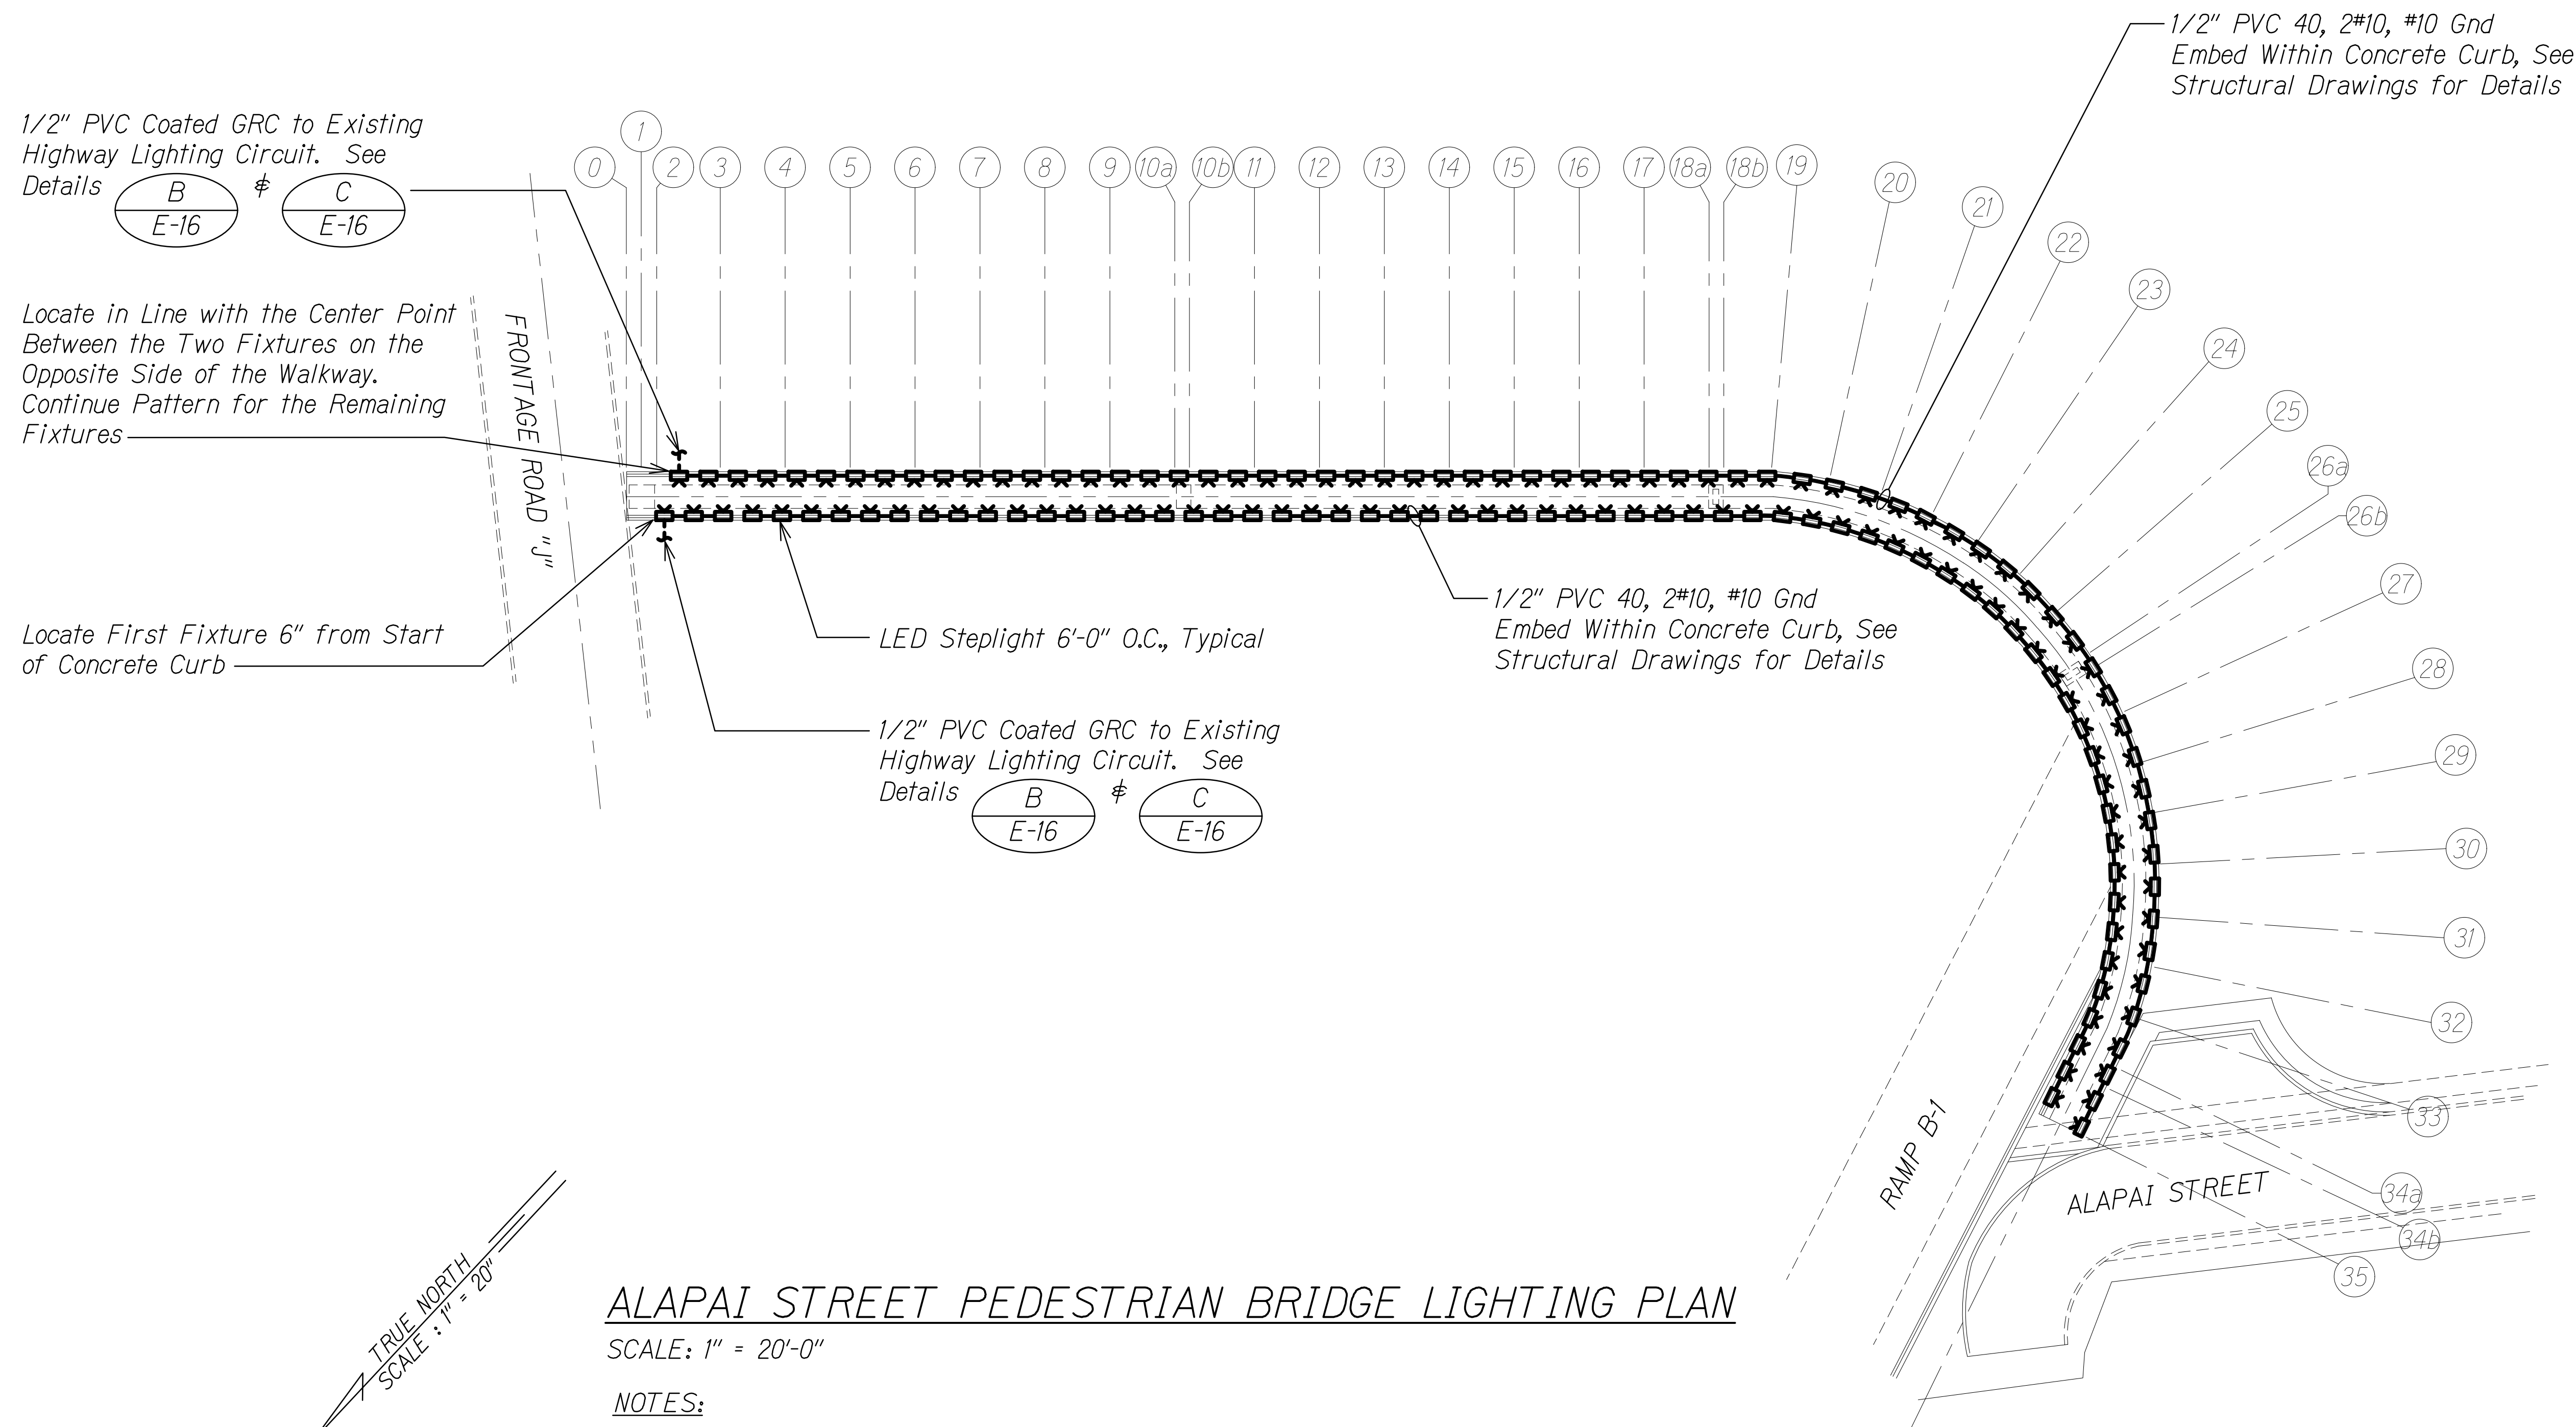 1/2" PVC 40, 2#10, #10 Gnd
Embed Within Concrete Curb, See
Structural Drawings for Details
1/2" PVC Coated GRC to Existing
Highway Lighting Circuit. See
Details B E-16 & C E-16
0 1 2 3 4 5 6 7 8 9 10a 10b 11 12 13 14 15 16 17 18a 18b 19 20 21 22 23 24 25 26a 26b 27 28 29 30 31 32 33 34a 34b 35
Locate in Line with the Center Point
Between the Two Fixtures on the
Opposite Side of the Walkway.
Continue Pattern for the Remaining
Fixtures
FRONTAGE ROAD "J"
Locate First Fixture 6" from Start
of Concrete Curb
LED Steplight 6'-0" O.C., Typical
1/2" PVC 40, 2#10, #10 Gnd
Embed Within Concrete Curb, See
Structural Drawings for Details
1/2" PVC Coated GRC to Existing
Highway Lighting Circuit. See
Details B E-16 & C E-16
RAMP B-1
ALAPAI STREET
TRUE NORTH
SCALE : 1" = 20"
ALAPAI STREET PEDESTRIAN BRIDGE LIGHTING PLAN
SCALE: 1" = 20'-0"
NOTES: